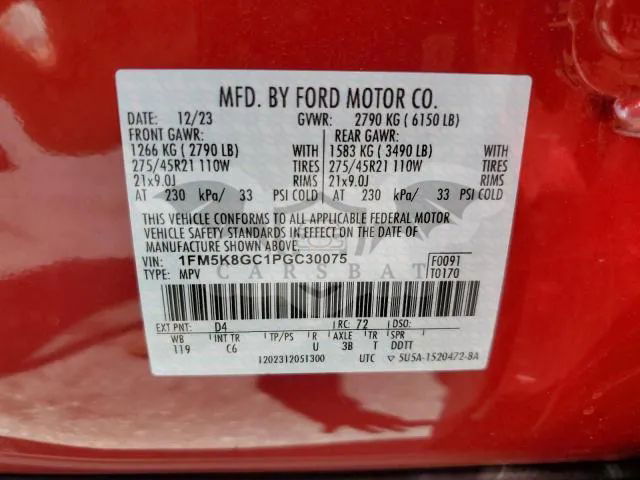 MFD. BY FORD MOTOR CO.
DATE: 12/23 GVWR: 2790 KG ( 6150 LB)
FRONT GAWR: REAR GAWR:
1266 KG ( 2790 LB) WITH 1583 KG ( 3490 LB) WITH
275/45R21 110W TIRES 275/45R21 110W TIRES
21x9.0J RIMS 21x9.0J RIMS
AT 230 kPa/ 33 PSI COLD AT 230 kPa/ 33 PSI COLD
THIS VEHICLE CONFORMS TO ALL APPLICABLE FEDERAL MOTOR
VEHICLE SAFETY STANDARDS IN EFFECT ON THE DATE OF
MANUFACTURE SHOWN ABOVE.
VIN: 1FM5K8GC1PGC30075 F0091
TYPE: MPV T0170
CARSBAT
EXT PNT: D4 RC: 72 DSO:
WB INT TR TP/PS R AXLE TR SPR
119 C6 U 3B T DDTT
1202312051300 UTC 5U5A-1520472-8A